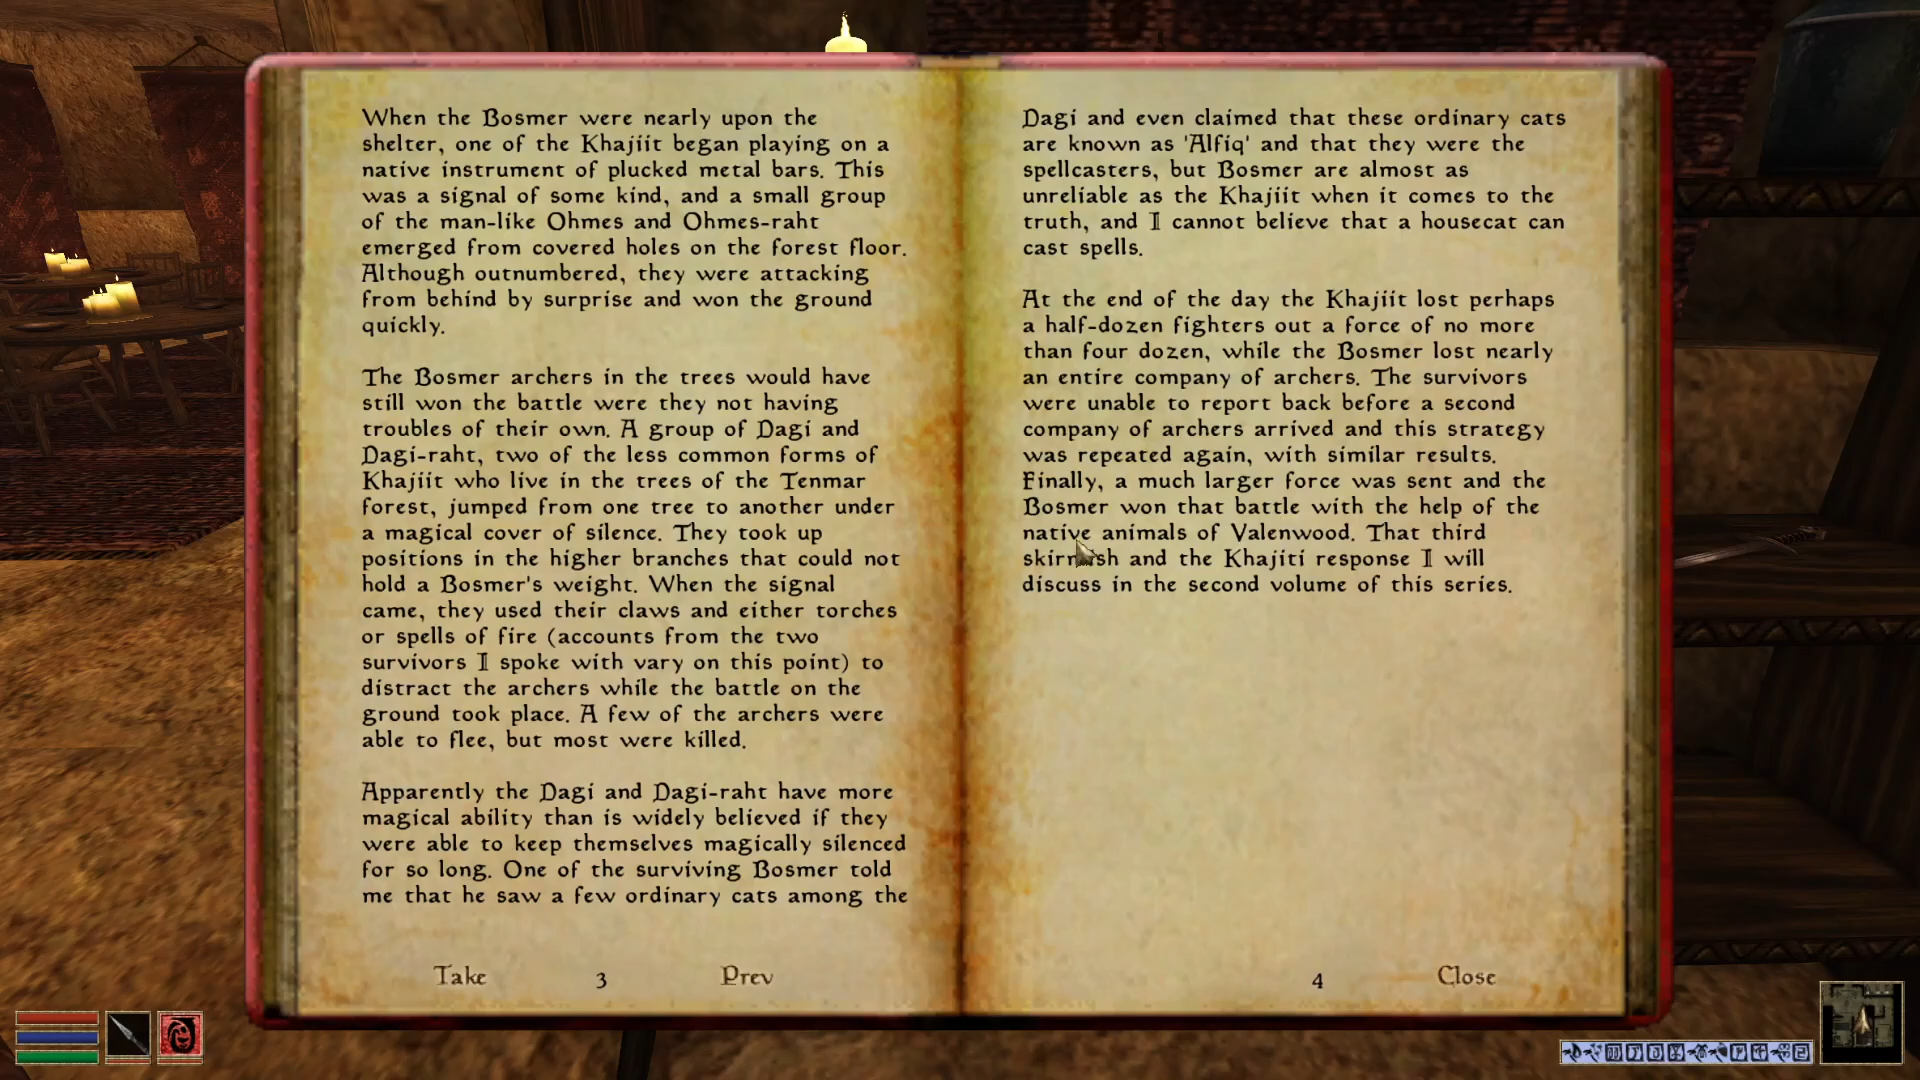 When the Bosmer were nearly upon the
shelter, one of the Khajiit began playing on a
native instrument of plucked metal bars. This
was a signal of some kind, and a small group
of the man-like Ohmes and Ohmes-raht
emerged from covered holes on the forest floor.
Although outnumbered, they were attacking
from behind by surprise and won the ground
quickly.
The Bosmer archers in the trees would have
still won the battle were they not having
troubles of their own. A group of Dagi and
Dagi-raht, two of the less common forms of
Khajiit who live in the trees of the Tenmar
forest, jumped from one tree to another under
a magical cover of silence. They took up
positions in the higher branches that could not
hold a Bosmer's weight. When the signal
came, they used their claws and either torches
or spells of fire (accounts from the two
survivors I spoke with vary on this point) to
distract the archers while the battle on the
ground took place. A few of the archers were
able to flee, but most were killed.
Apparently the Dagi and Dagi-raht have more
magical ability than is widely believed if they
were able to keep themselves magically silenced
for so long. One of the surviving Bosmer told
me that he saw a few ordinary cats among the
Take 3 Prev
Dagi and even claimed that these ordinary cats
are known as 'Alfiq' and that they were the
spellcasters, but Bosmer are almost as
unreliable as the Khajiit when it comes to the
truth, and I cannot believe that a housecat can
cast spells.
At the end of the day the Khajiit lost perhaps
a half-dozen fighters out a force of no more
than four dozen, while the Bosmer lost nearly
an entire company of archers. The survivors
were unable to report back before a second
company of archers arrived and this strategy
was repeated again, with similar results.
Finally, a much larger force was sent and the
Bosmer won that battle with the help of the
native animals of Valenwood. That third
skirmish and the Khajiti response I will
discuss in the second volume of this series.
4 Close